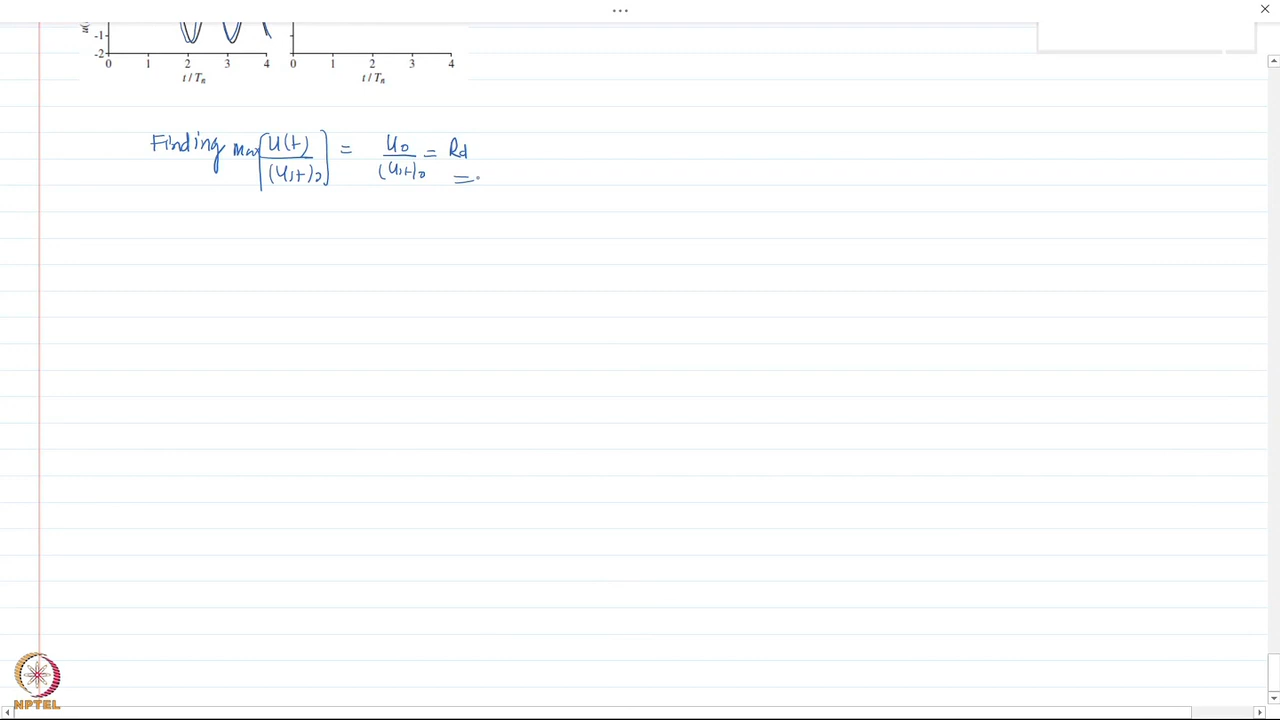 ...
u(
-1
-2
0 1 2 3 4 0 1 2 3 4
t / Tn t / Tn
Finding max [u(t) / (ust)0] = u0 / (ust)0 = Rd
NPTEL